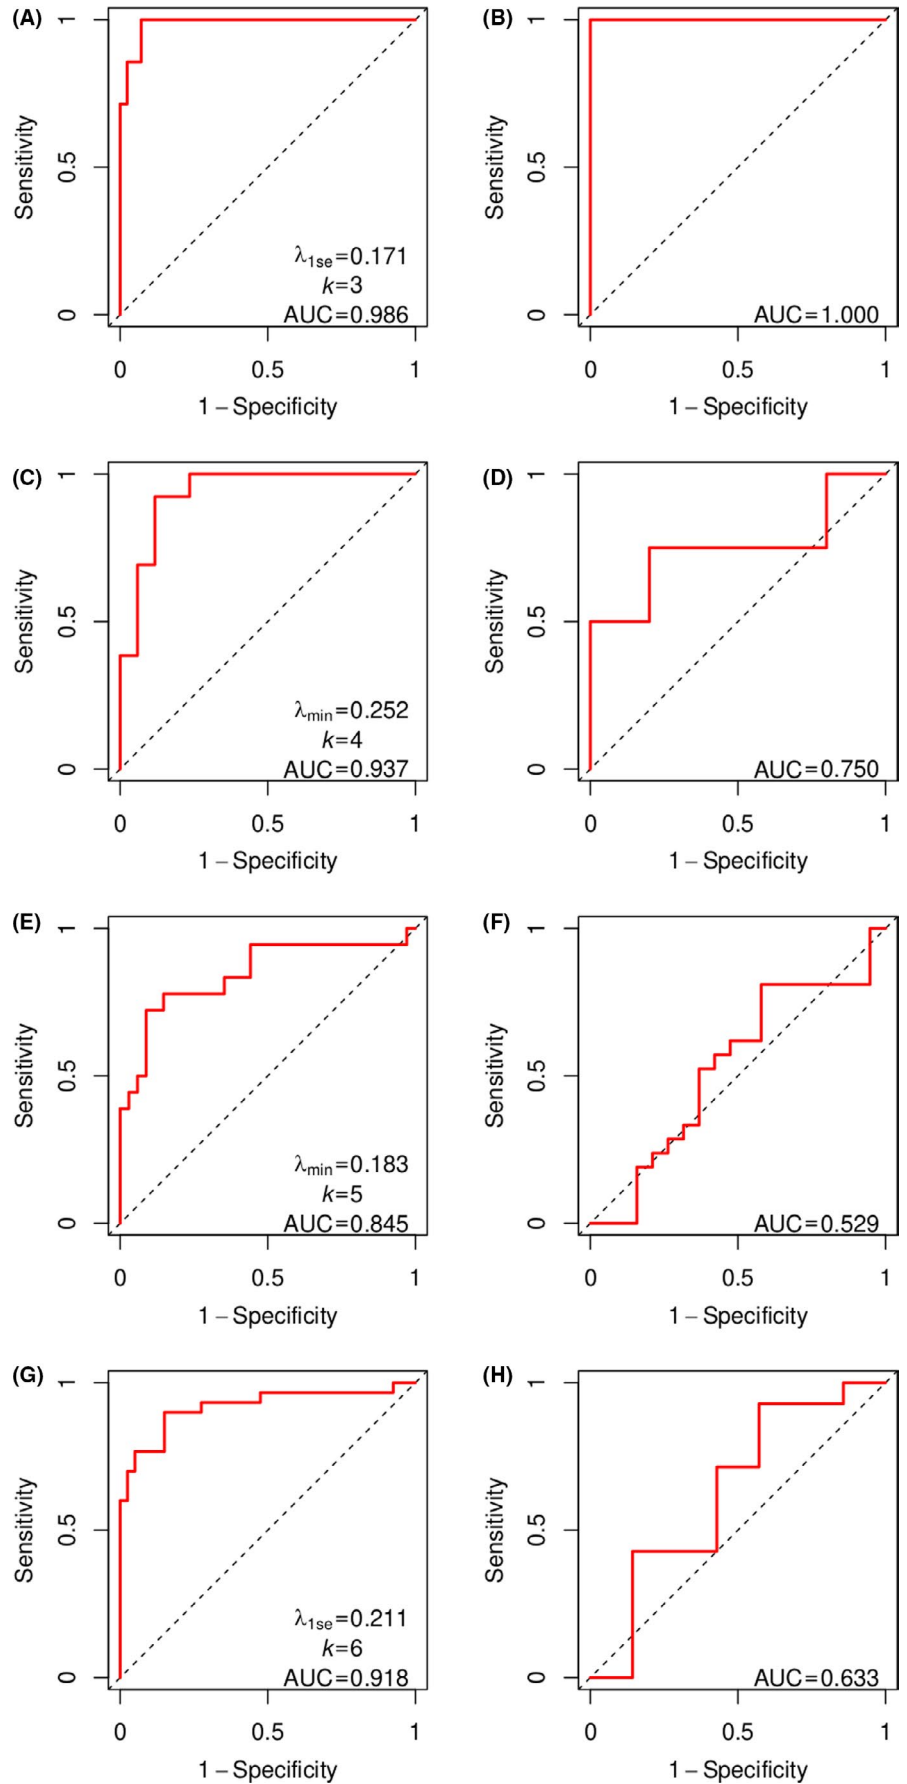 (A)
1
0.5
0
Sensitivity
λ1se=0.171
k=3
AUC=0.986
0 0.5 1
1 – Specificity
(B)
1
0.5
0
Sensitivity
AUC=1.000
0 0.5 1
1 – Specificity
(C)
1
0.5
0
Sensitivity
λmin=0.252
k=4
AUC=0.937
0 0.5 1
1 – Specificity
(D)
1
0.5
0
Sensitivity
AUC=0.750
0 0.5 1
1 – Specificity
(E)
1
0.5
0
Sensitivity
λmin=0.183
k=5
AUC=0.845
0 0.5 1
1 – Specificity
(F)
1
0.5
0
Sensitivity
AUC=0.529
0 0.5 1
1 – Specificity
(G)
1
0.5
0
Sensitivity
λ1se=0.211
k=6
AUC=0.918
0 0.5 1
1 – Specificity
(H)
1
0.5
0
Sensitivity
AUC=0.633
0 0.5 1
1 – Specificity